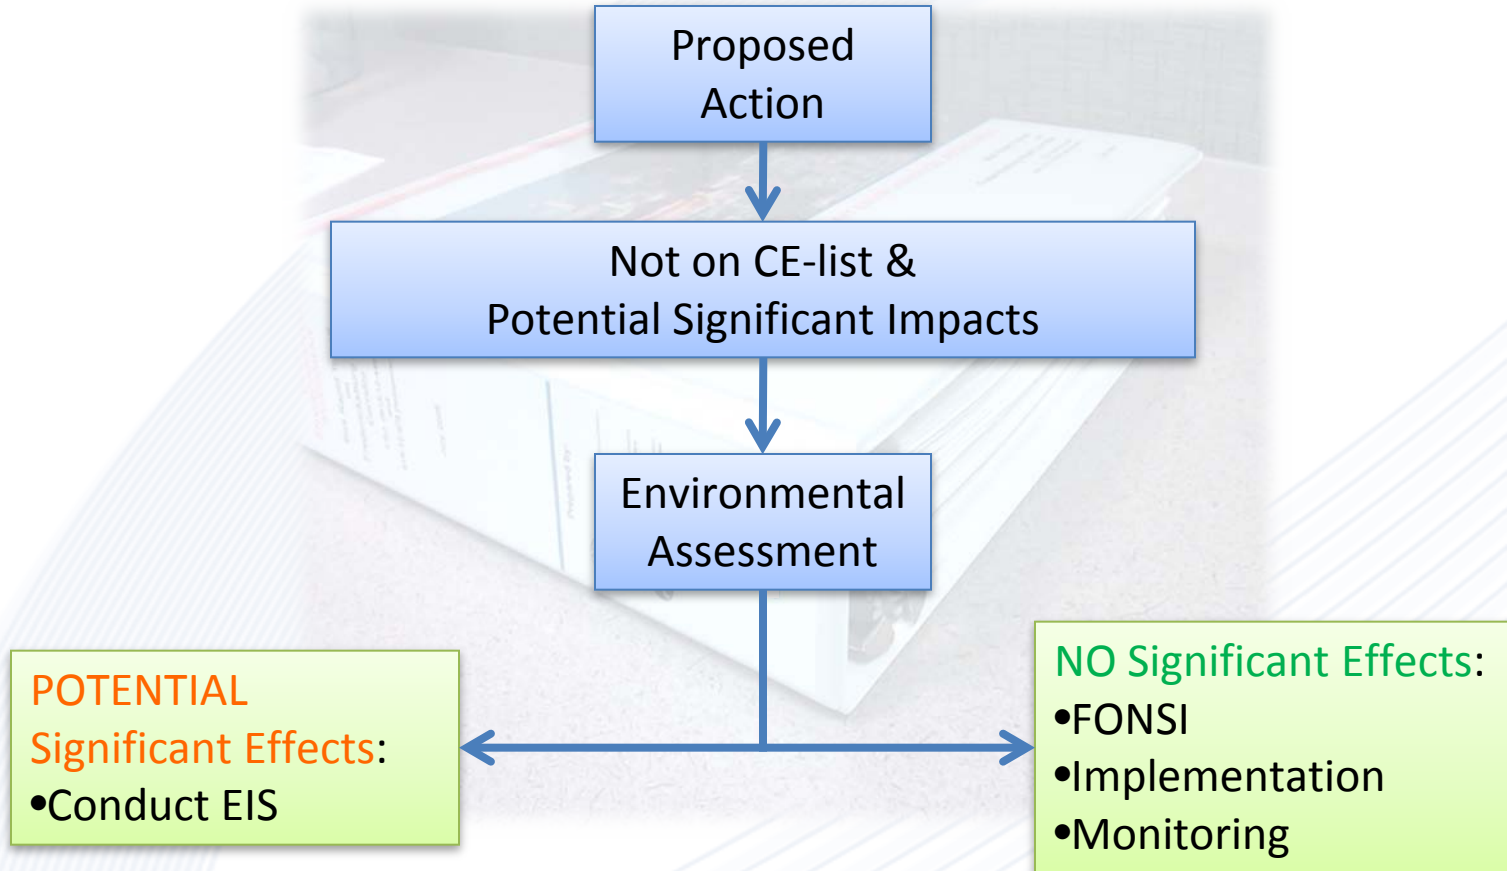 Proposed
Action
Not on CE-list &
Potential Significant Impacts
Environmental
Assessment
POTENTIAL
Significant Effects:
•Conduct EIS
NO Significant Effects:
•FONSI
•Implementation
•Monitoring